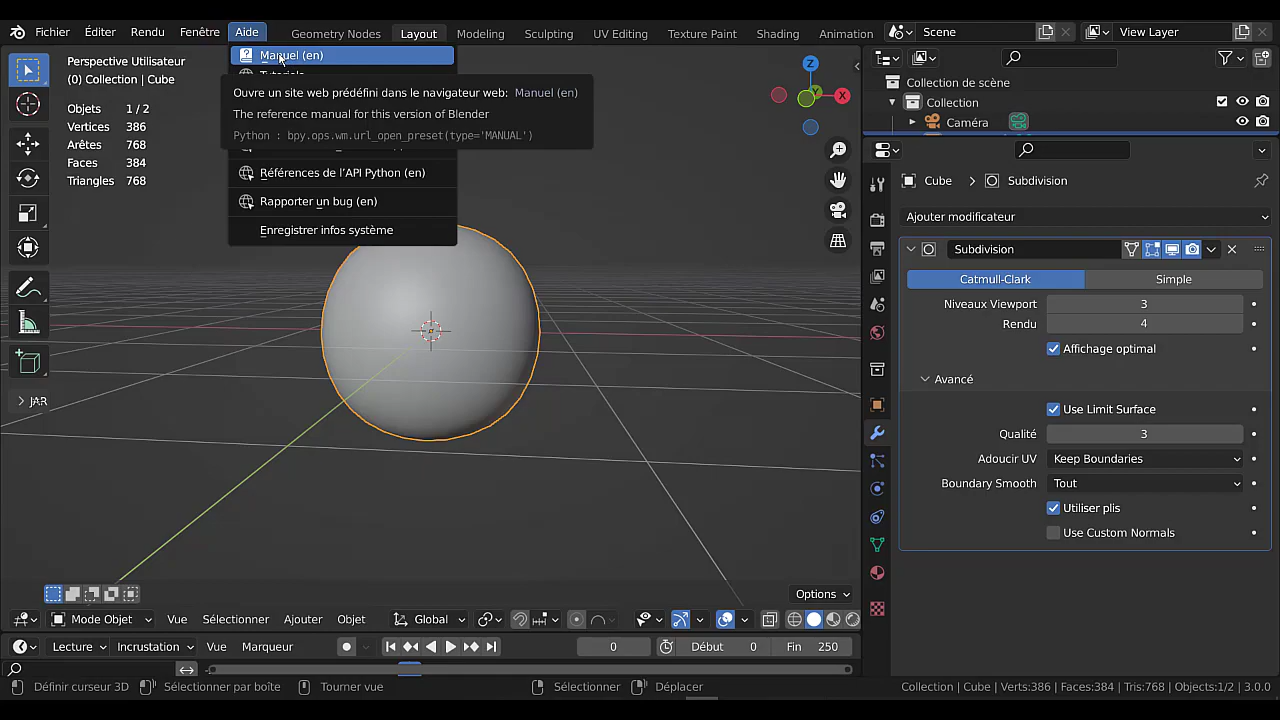 Fichier Éditer Rendu Fenêtre Aide Geometry Nodes Layout Modeling Sculpting UV Editing Texture Paint Shading Animation Scene View Layer
Manuel (en)
Perspective Utilisateur
(0) Collection | Cube
Objets 1 / 2
Vertices 386
Arêtes 768
Faces 384
Triangles 768
Ouvre un site web prédéfini dans le navigateur web: Manuel (en)
The reference manual for this version of Blender
Python : bpy.ops.wm.url_open_preset(type='MANUAL')
Références de l'API Python (en)
Rapporter un bug (en)
Enregistrer infos système
X
Y
Z
Collection de scène
Collection
Caméra
Cube > Subdivision
Ajouter modificateur
Subdivision
Catmull-Clark Simple
Niveaux Viewport 3
Rendu 4
Affichage optimal
Avancé
Use Limit Surface
Qualité 3
Adoucir UV Keep Boundaries
Boundary Smooth Tout
Utiliser plis
Use Custom Normals
Options
Mode Objet Vue Sélectionner Ajouter Objet Global
Lecture Incrustation Vue Marqueur 0 Début 0 Fin 250
Définir curseur 3D Sélectionner par boîte Tourner vue Sélectionner Déplacer Collection | Cube | Verts:386 | Faces:384 | Tris:768 | Objects:1/2 | 3.0.0